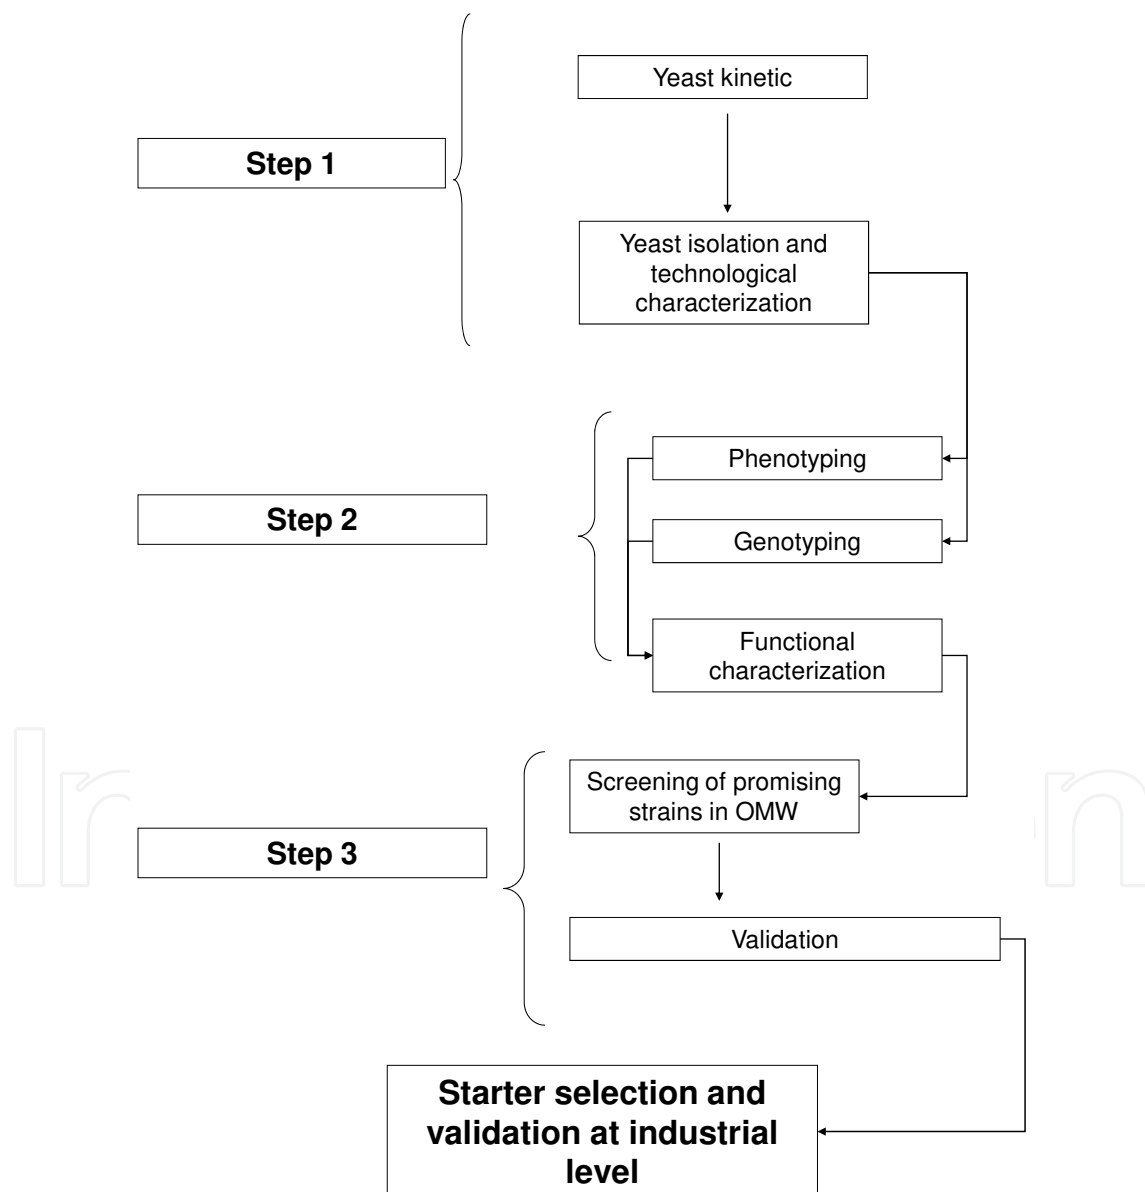 Yeast kinetic
Step 1
Yeast isolation and
technological
characterization
Phenotyping
Step 2
Genotyping
Functional
characterization
Screening of promising
strains in OMW
Step 3
Validation
Starter selection and
validation at industrial
level